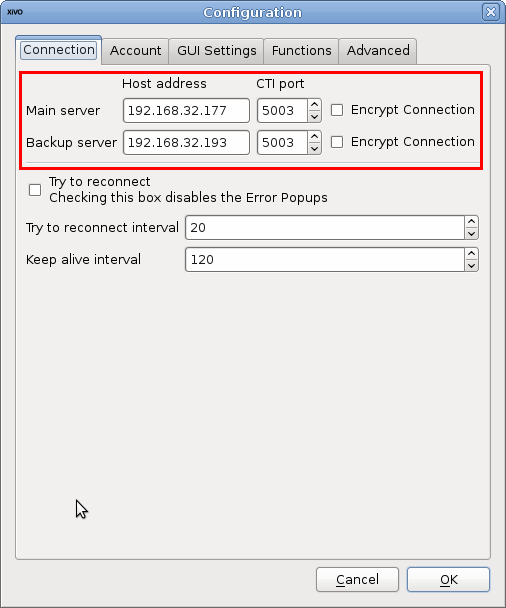 XIVO Configuration
Connection Account GUI Settings Functions Advanced
Host address CTI port
Main server 192.168.32.177 5003 Encrypt Connection
Backup server 192.168.32.193 5003 Encrypt Connection
Try to reconnect
Checking this box disables the Error Popups
Try to reconnect interval 20
Keep alive interval 120
Cancel OK